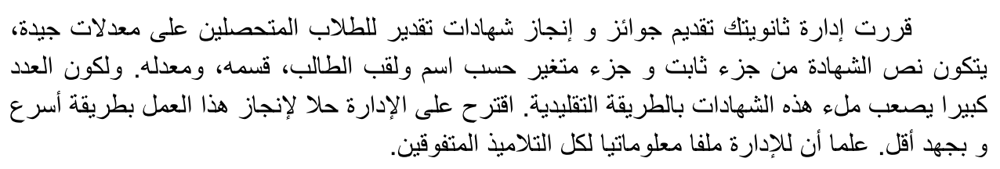 قررت إدارة ثانويتك تقديم جوائز و إنجاز شهادات تقدير للطلاب المتحصلين على معدلات جيدة،
يتكون نص الشهادة من جزء ثابت و جزء متغير حسب اسم ولقب الطالب، قسمه، ومعدله. ولكون العدد
كبيرا يصعب ملء هذه الشهادات بالطريقة التقليدية. اقترح على الإدارة حلا لإنجاز هذا العمل بطريقة أسرع
و بجهد أقل. علما أن للإدارة ملفا معلوماتيا لكل التلاميذ المتفوقين.